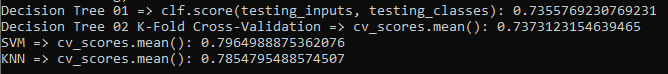 Decision Tree 01 => clf.score(testing_inputs, testing_classes): 0.7355769230769231
Decision Tree 02 K-Fold Cross-Validation => cv_scores.mean(): 0.7373123154639465
SVM => cv_scores.mean(): 0.7964988875362076
KNN => cv_scores.mean(): 0.7854795488574507